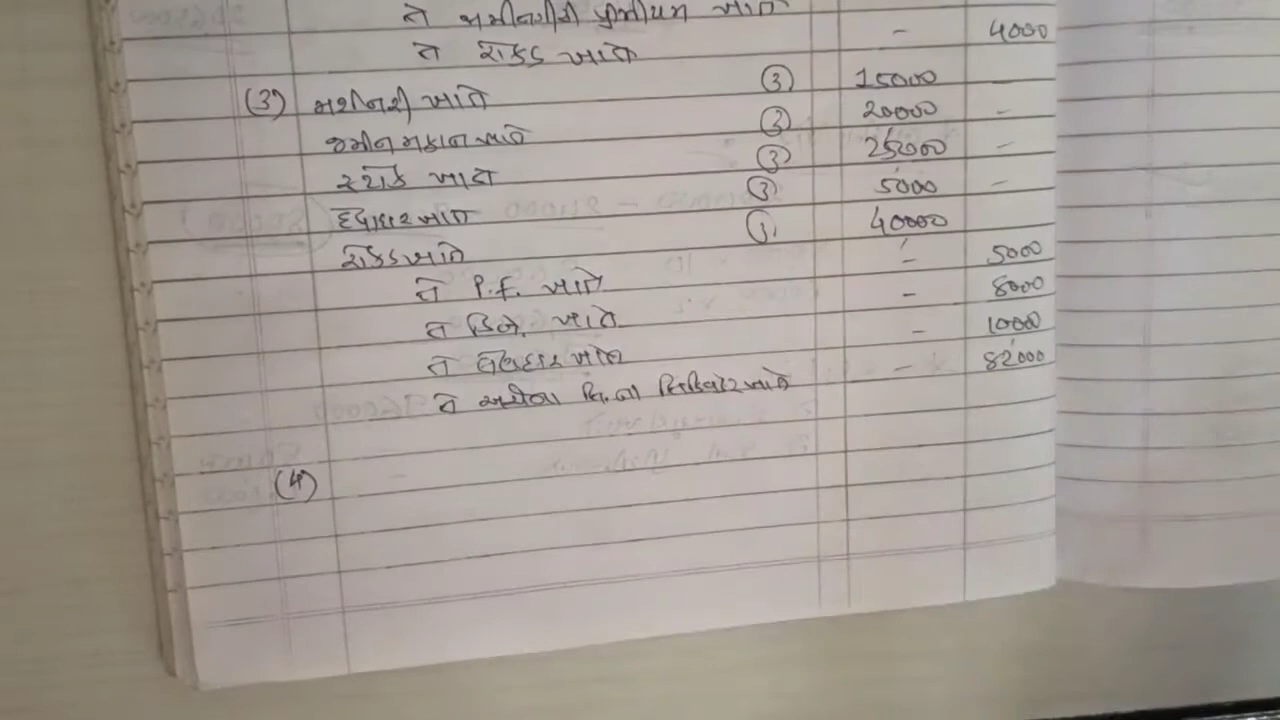 તે જમીનગીરી પ્રીમીયમ ખાતે
તે રોકડ ખાતે - 4000
(3) મશીનરી ખાતે (3) 15000
જમીન મકાન ખાતે (3) 20000 -
સ્ટોક ખાતે (3) 25000 -
દેવાદાર ખાતે (3) 5000 -
રોકડ ખાતે 40000
તે P.F. ખાતે - 5000
તે ડિબે. ખાતે - 8000
તે લેણદાર ખાતે - 1000
તે લિ.ના ખાતે - 82000
(4)